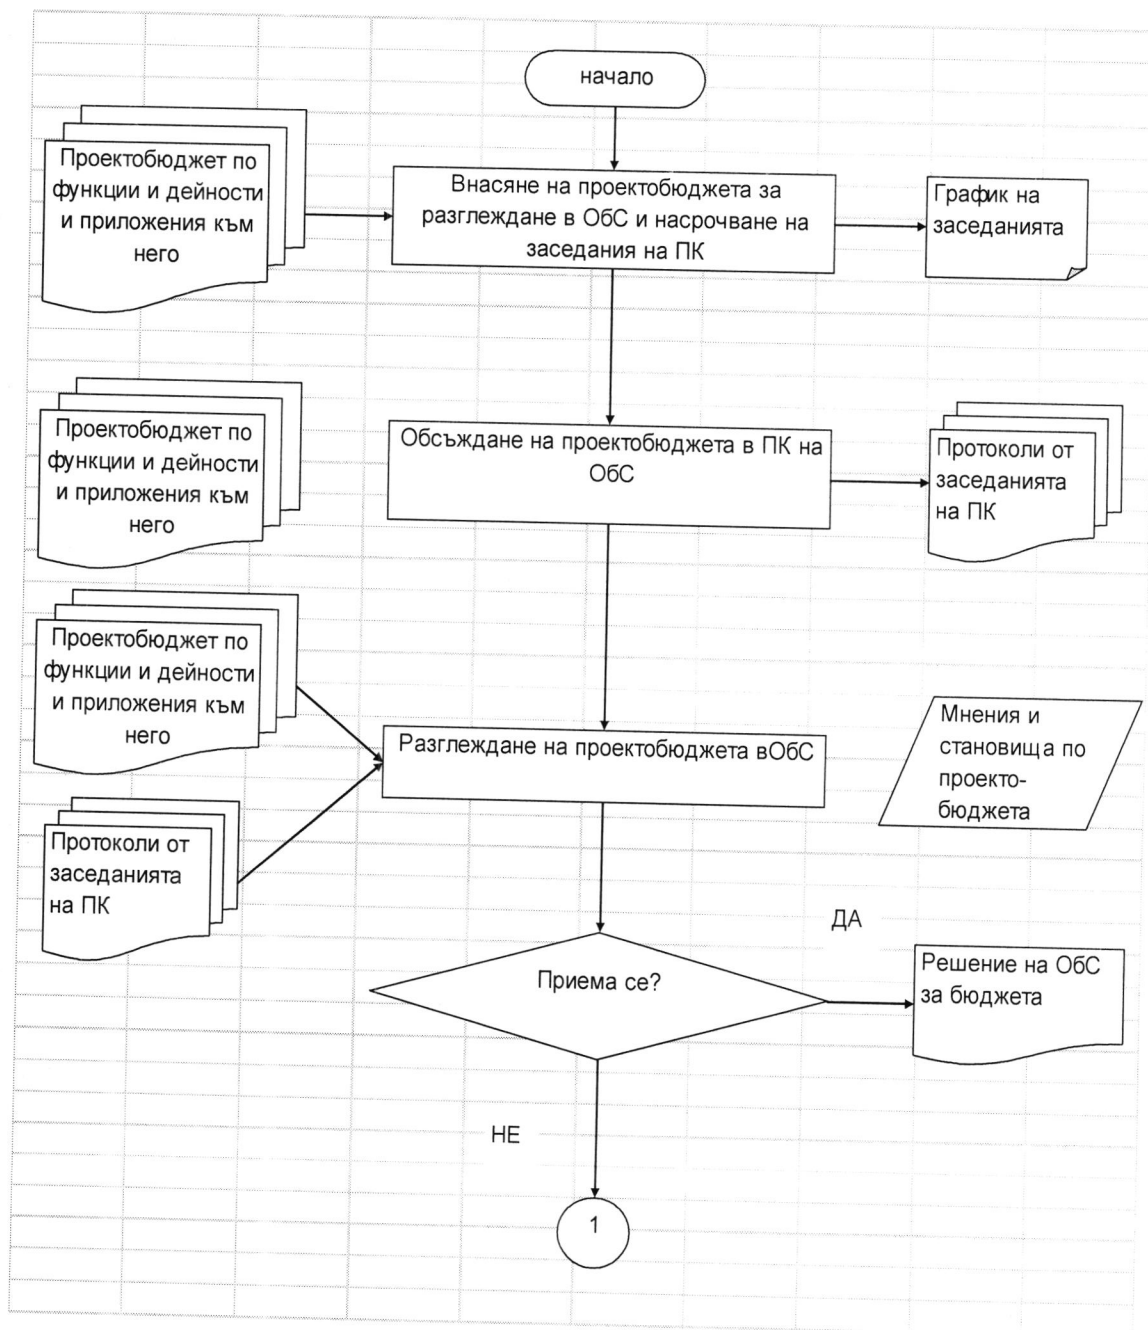 начало
Проектобюджет по
функции и дейности
и приложения към
него
Внасяне на проектобюджета за
разглеждане в ОбС и насрочване на
заседания на ПК
График на
заседанията
Проектобюджет по
функции и дейности
и приложения към
него
Обсъждане на проектобюджета в ПК на
ОбС
Протоколи от
заседанията
на ПК
Проектобюджет по
функции и дейности
и приложения към
него
Разглеждане на проектобюджета вОбС
Мнения и
становища по
проекто-
бюджета
Протоколи от
заседанията
на ПК
ДА
Приема се?
Решение на ОбС
за бюджета
НЕ
1